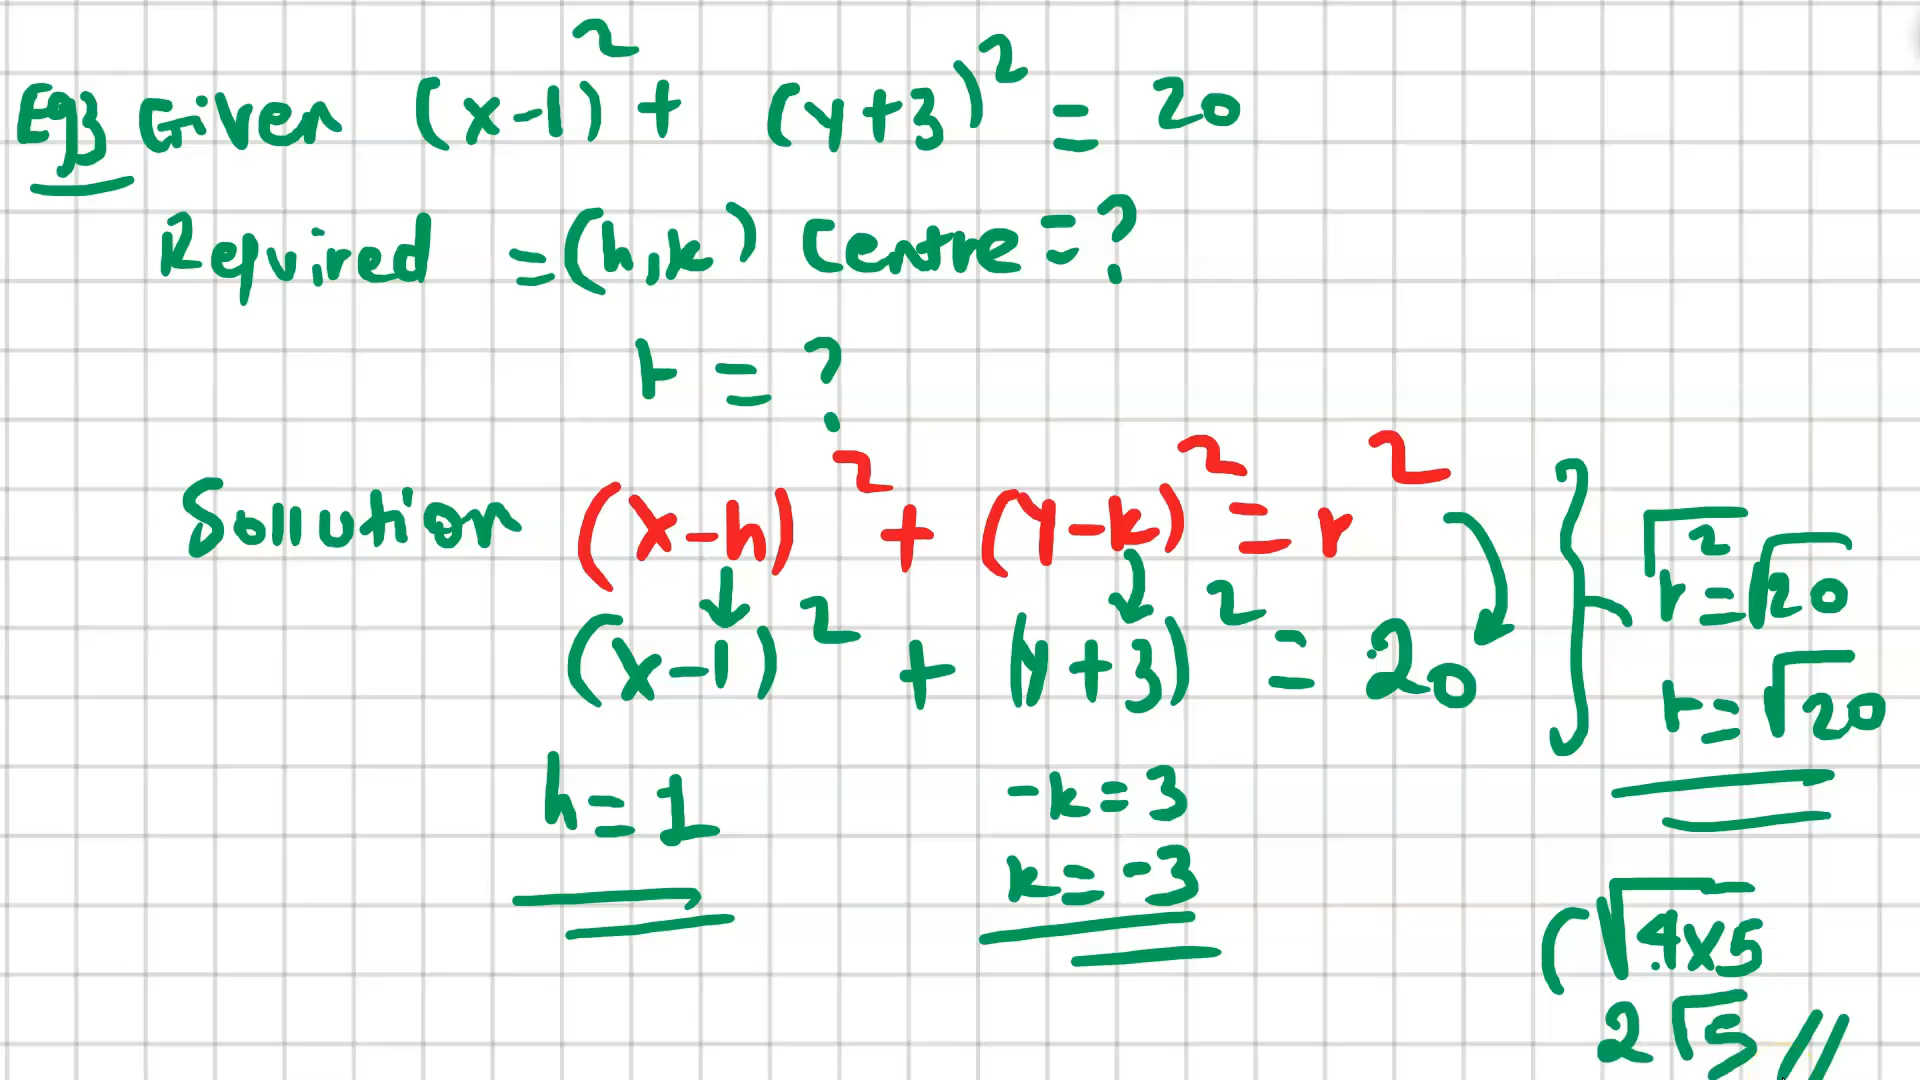 Eg3 Given (x-1)² + (y+3)² = 20
Required = (h,k) Centre = ?
r = ?
Sollution (x-h)² + (y-k)² = r²
(x-1)² + (y+3)² = 20
√r² = √20
r = √20
h = 1
-k = 3
k = -3
(√4x5
2√5 //